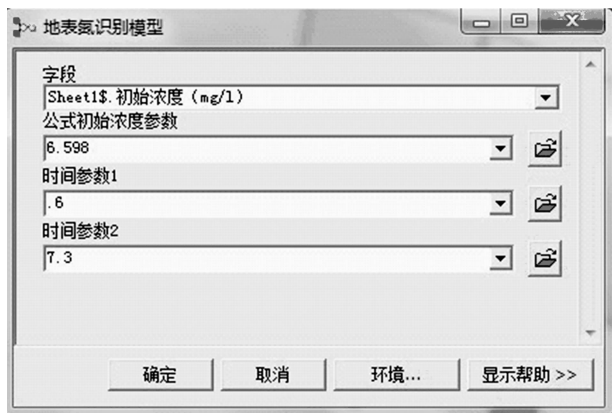 地表氮识别模型
字段
Sheet1$.初始浓度(mg/l)
公式初始浓度参数
6.598
时间参数1
.6
时间参数2
7.3
确定 取消 环境... 显示帮助 >>